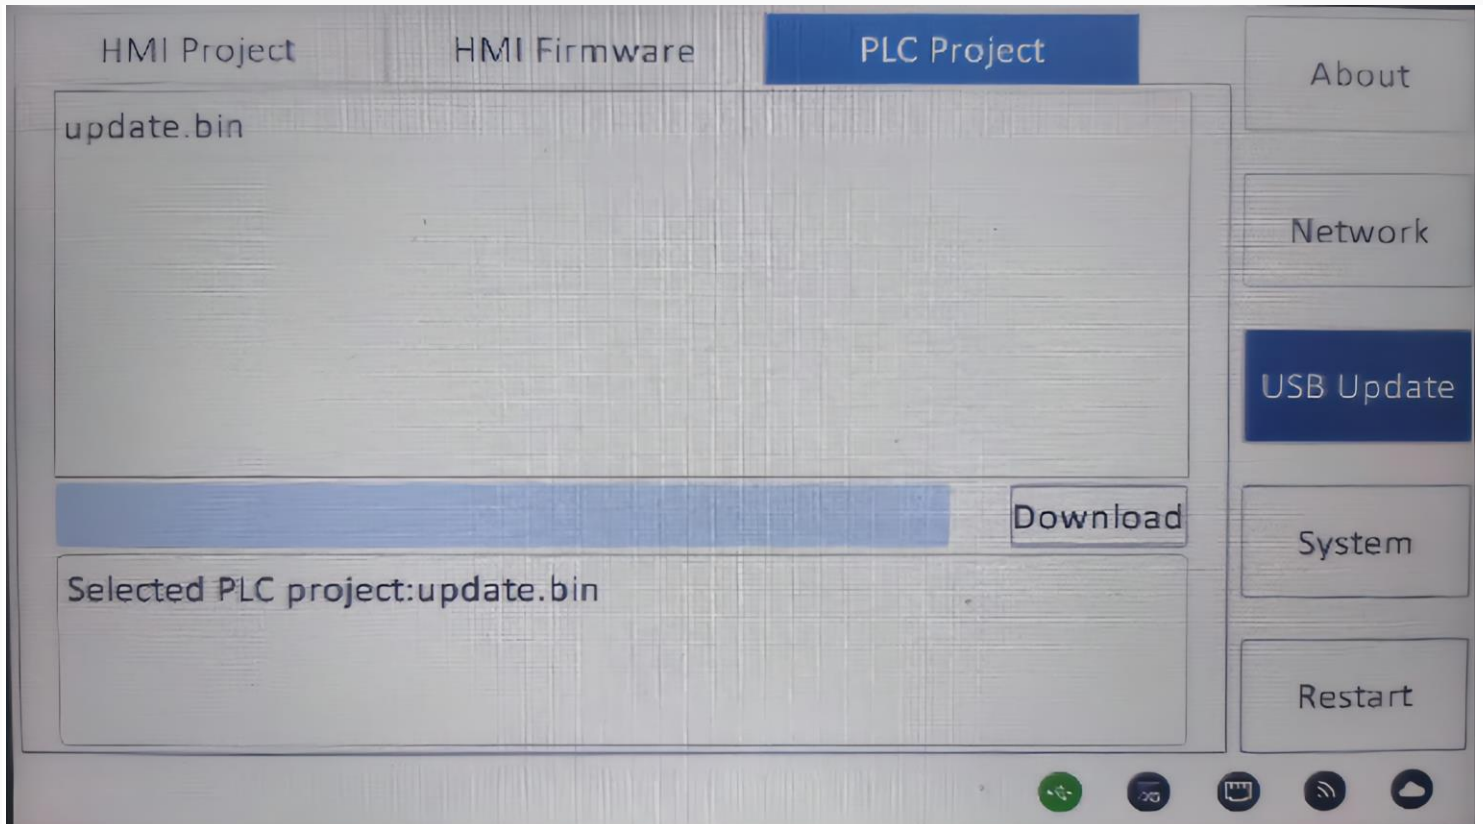 HMI Project
HMI Firmware
PLC Project
About
update.bin
Network
USB Update
Download
System
Selected PLC project:update.bin
Restart